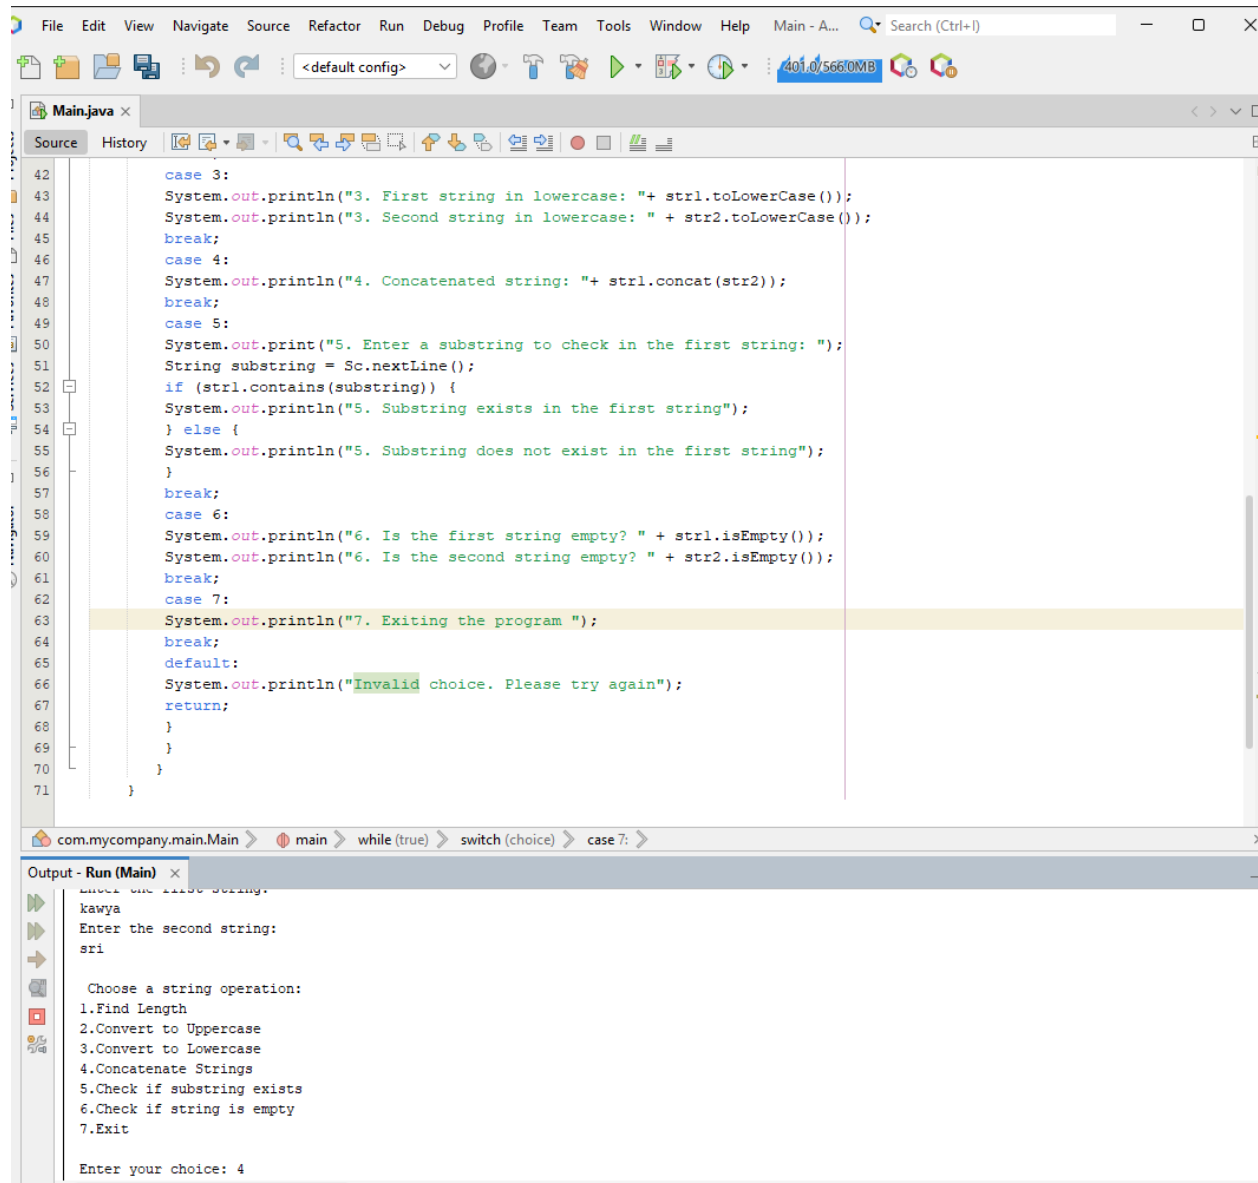 File Edit View Navigate Source Refactor Run Debug Profile Team Tools Window Help Main - A... Search (Ctrl+I)
<default config> 401.0/566.0MB
Main.java
Source History
42 case 3:
43 System.out.println("3. First string in lowercase: "+ str1.toLowerCase());
44 System.out.println("3. Second string in lowercase: " + str2.toLowerCase());
45 break;
46 case 4:
47 System.out.println("4. Concatenated string: "+ str1.concat(str2));
48 break;
49 case 5:
50 System.out.print("5. Enter a substring to check in the first string: ");
51 String substring = Sc.nextLine();
52 if (str1.contains(substring)) {
53 System.out.println("5. Substring exists in the first string");
54 } else {
55 System.out.println("5. Substring does not exist in the first string");
56 }
57 break;
58 case 6:
59 System.out.println("6. Is the first string empty? " + str1.isEmpty());
60 System.out.println("6. Is the second string empty? " + str2.isEmpty());
61 break;
62 case 7:
63 System.out.println("7. Exiting the program ");
64 break;
65 default:
66 System.out.println("Invalid choice. Please try again");
67 return;
68 }
69 }
70 }
71 }
com.mycompany.main.Main main while (true) switch (choice) case 7:
Output - Run (Main)
Enter the first string:
kawya
Enter the second string:
sri
Choose a string operation:
1.Find Length
2.Convert to Uppercase
3.Convert to Lowercase
4.Concatenate Strings
5.Check if substring exists
6.Check if string is empty
7.Exit
Enter your choice: 4